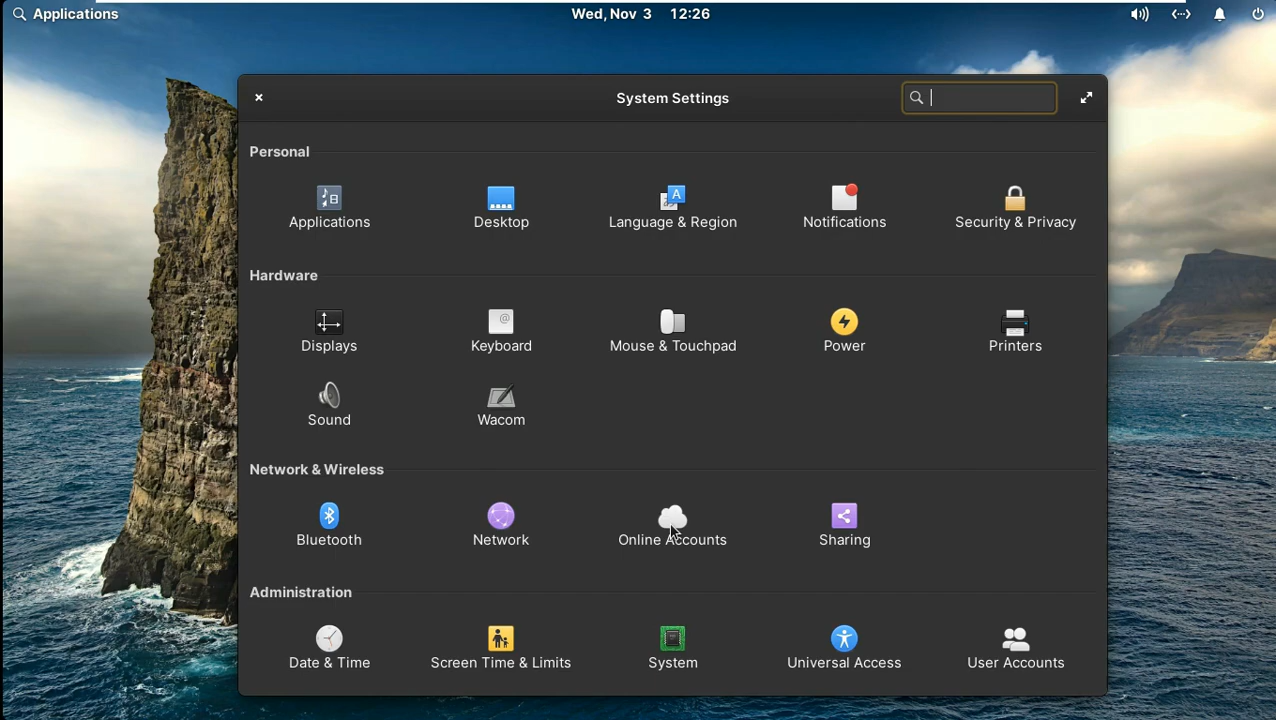 Applications
Wed, Nov 3 12:26
System Settings
Personal
Applications
Desktop
Language & Region
Notifications
Security & Privacy
Hardware
Displays
Keyboard
Mouse & Touchpad
Power
Printers
Sound
Wacom
Network & Wireless
Bluetooth
Network
Online Accounts
Sharing
Administration
Date & Time
Screen Time & Limits
System
Universal Access
User Accounts